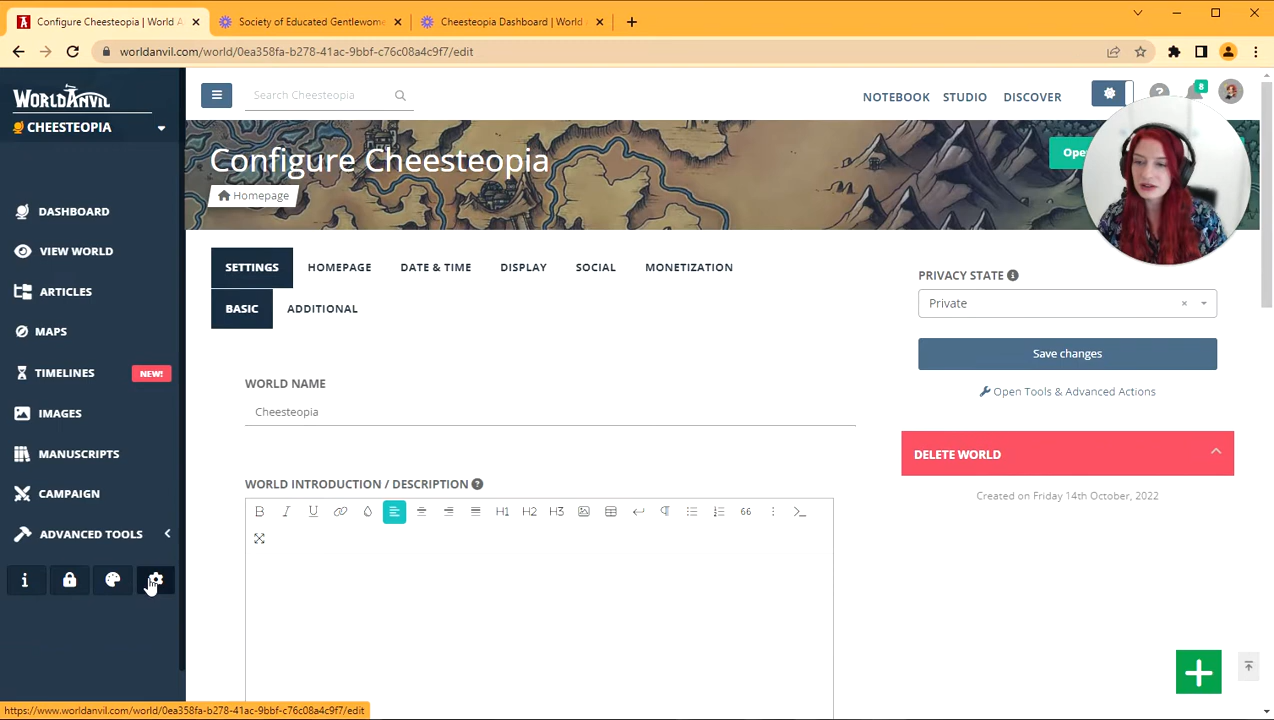 Configure Cheesteopia | World A
Society of Educated Gentlewome
Cheesteopia Dashboard | World
worldanvil.com/world/0ea358fa-b278-41ac-9bbf-c76c08a4c9f7/edit
WORLDANVIL
CHEESTEOPIA
DASHBOARD
VIEW WORLD
ARTICLES
MAPS
TIMELINES
NEW!
IMAGES
MANUSCRIPTS
CAMPAIGN
ADVANCED TOOLS
Search Cheesteopia
NOTEBOOK
STUDIO
DISCOVER
8
Configure Cheesteopia
Homepage
Ope
SETTINGS
HOMEPAGE
DATE & TIME
DISPLAY
SOCIAL
MONETIZATION
BASIC
ADDITIONAL
WORLD NAME
Cheesteopia
WORLD INTRODUCTION / DESCRIPTION
B I U H1 H2 H3 66
PRIVACY STATE
Private
Save changes
Open Tools & Advanced Actions
DELETE WORLD
Created on Friday 14th October, 2022
https://www.worldanvil.com/world/0ea358fa-b278-41ac-9bbf-c76c08a4c9f7/edit